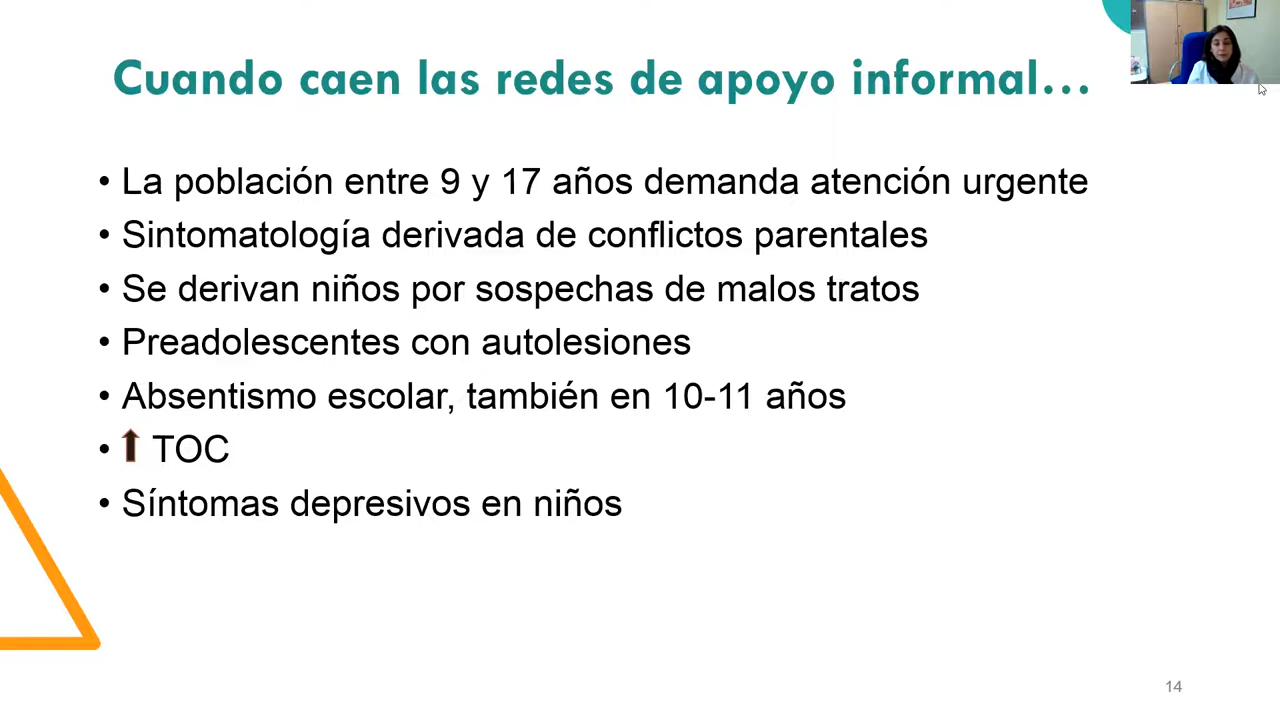 Cuando caen las redes de apoyo informal...
• La población entre 9 y 17 años demanda atención urgente
• Sintomatología derivada de conflictos parentales
• Se derivan niños por sospechas de malos tratos
• Preadolescentes con autolesiones
• Absentismo escolar, también en 10-11 años
• ⬆ TOC
• Síntomas depresivos en niños
14